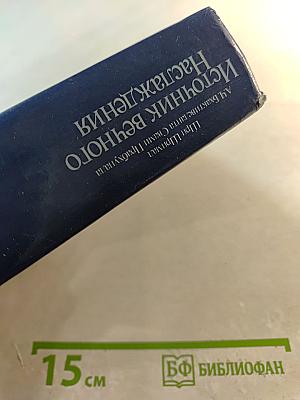 Шри Шримад
А.Ч. Бхактиведанта Свами Прабхупада
Источник вечного
Наслаждения
15 см
БФ БИБЛИОФАН